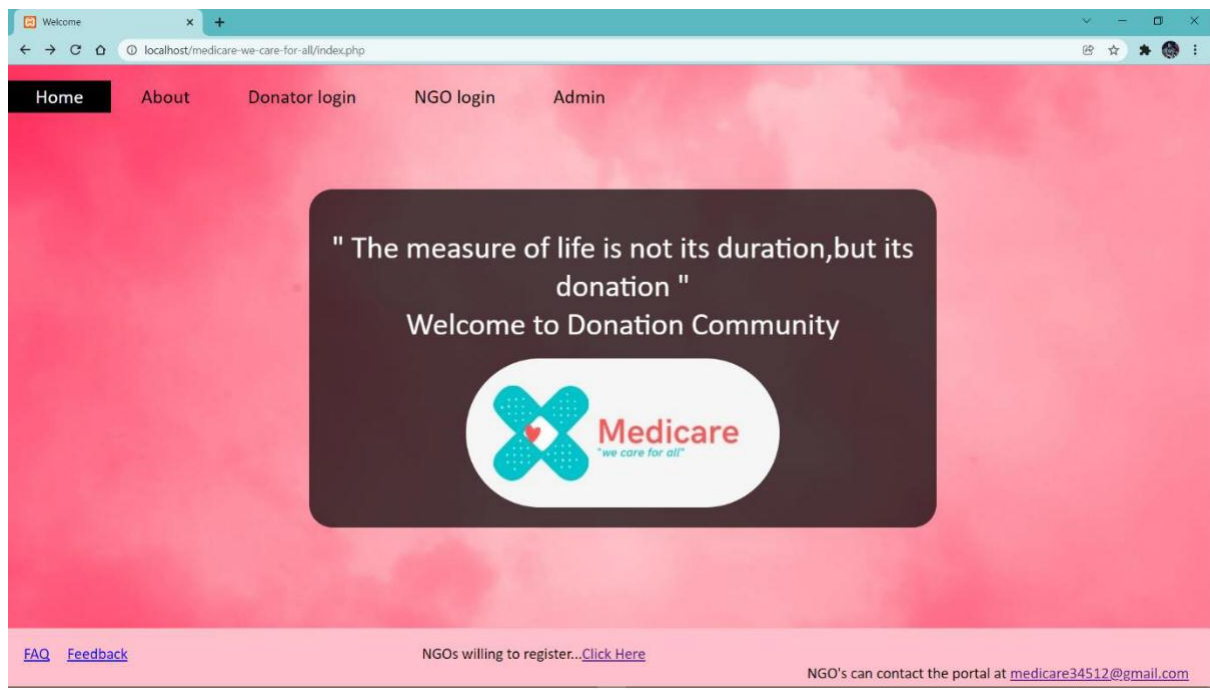 Welcome
localhost/medicare-we-care-for-all/index.php
Home About Donator login NGO login Admin
" The measure of life is not its duration,but its
donation "
Welcome to Donation Community
Medicare
"we care for all"
FAQ Feedback NGOs willing to register...Click Here
NGO's can contact the portal at medicare34512@gmail.com